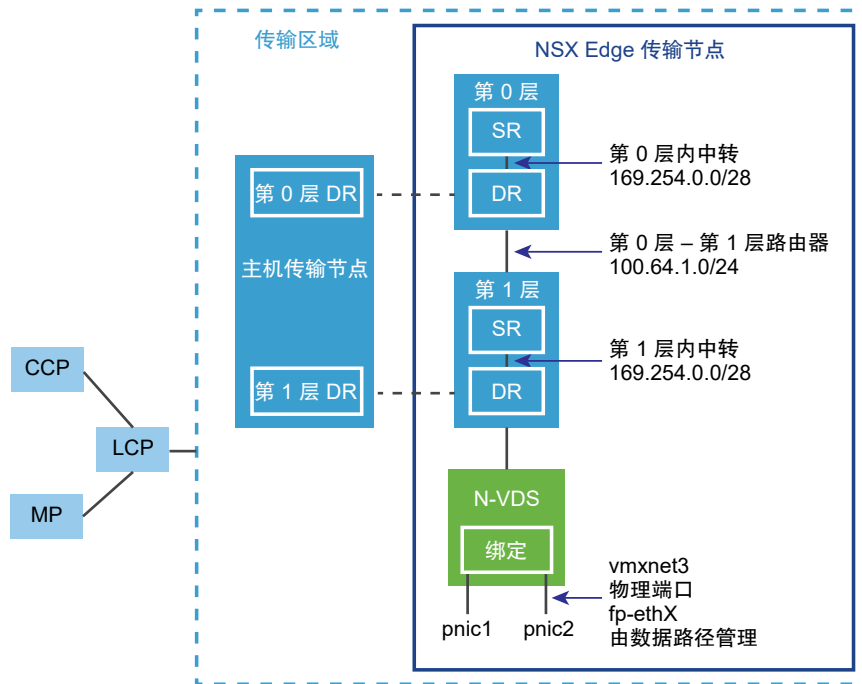 传输区域
NSX Edge 传输节点
第 0 层
SR
第 0 层内中转
169.254.0.0/28
第 0 层 DR
DR
主机传输节点
第 0 层 – 第 1 层路由器
100.64.1.0/24
第 1 层
SR
第 1 层内中转
169.254.0.0/28
第 1 层 DR
DR
CCP
LCP
MP
N-VDS
绑定
pnic1
pnic2
vmxnet3
物理端口
fp-ethX
由数据路径管理